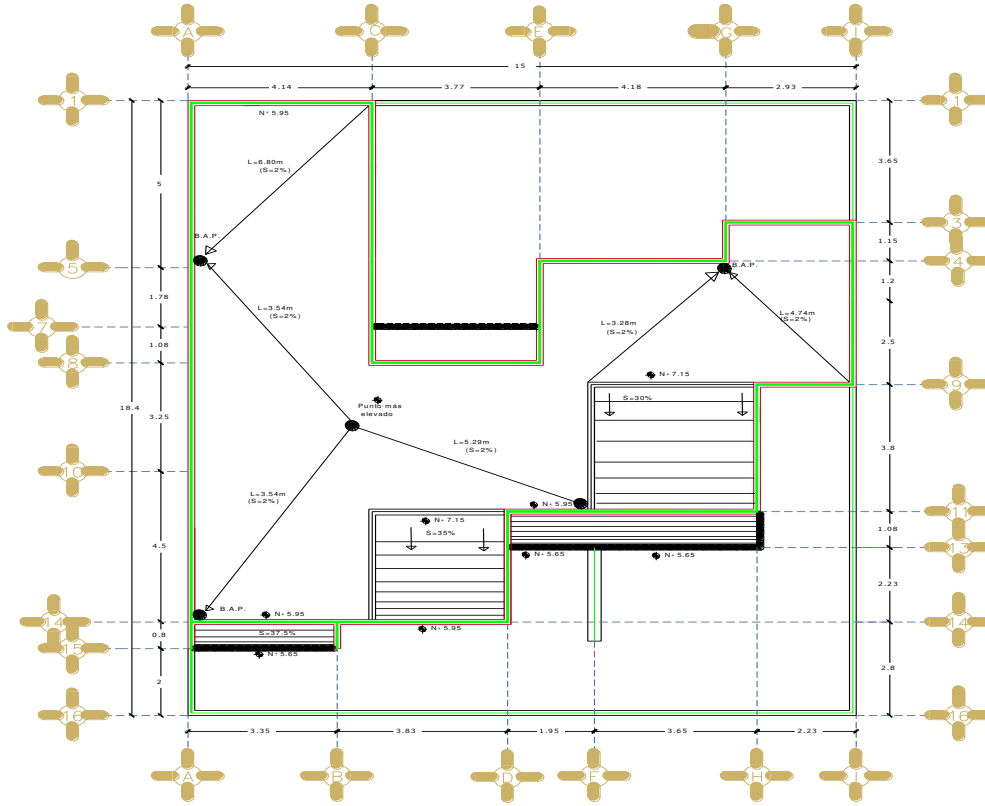 A C E G I
15
4.14 3.77 4.18 2.93
1 1
N+ 5.95
3.65
L=6.80m
(S=2%)
5
3
B.A.P.
1.15
4
B.A.P.
5
1.2
1.78
L=3.54m
(S=2%)
L=3.28m
(S=2%)
L=4.74m
(S=2%)
7
1.08
2.5
8
N+ 7.15
9
S=30%
Punto más
elevado
18.4
3.25
L=5.29m
(S=2%)
3.8
10
L=3.54m
(S=2%)
N+ 5.95
11
N+ 7.15
S=35%
1.08
4.5
13
N+ 5.65 N+ 5.65
2.23
B.A.P.
N+ 5.95
14 14
N+ 5.95
0.8
S=37.5%
15
N+ 5.65
2.8
2
16 16
3.35 3.83 1.95 3.65 2.23
A B D F H I